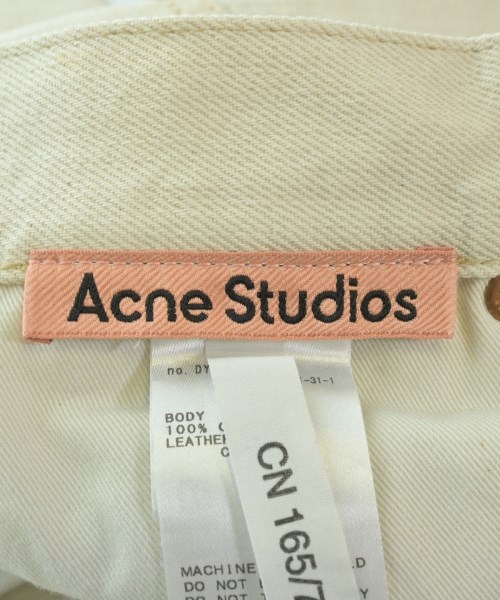 Acne Studios
no. DY
-31-1
BODY
100% C
LEATHER
C
CN 165/7
MACHINE
D
DO NOT
DO NOT